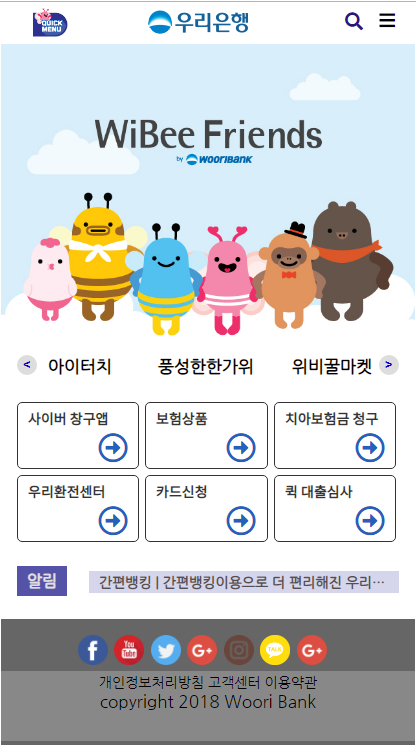 QUICK
MENU
우리은행
WiBee Friends
by WOORIBANK
< 아이터치 풍성한한가위 위비꿀마켓 >
사이버 창구앱 보험상품 치아보험금 청구
우리환전센터 카드신청 퀵 대출심사
알림 간편뱅킹 | 간편뱅킹이용으로 더 편리해진 우리…
f You Tube G+ TALK G+
개인정보처리방침 고객센터 이용약관
copyright 2018 Woori Bank